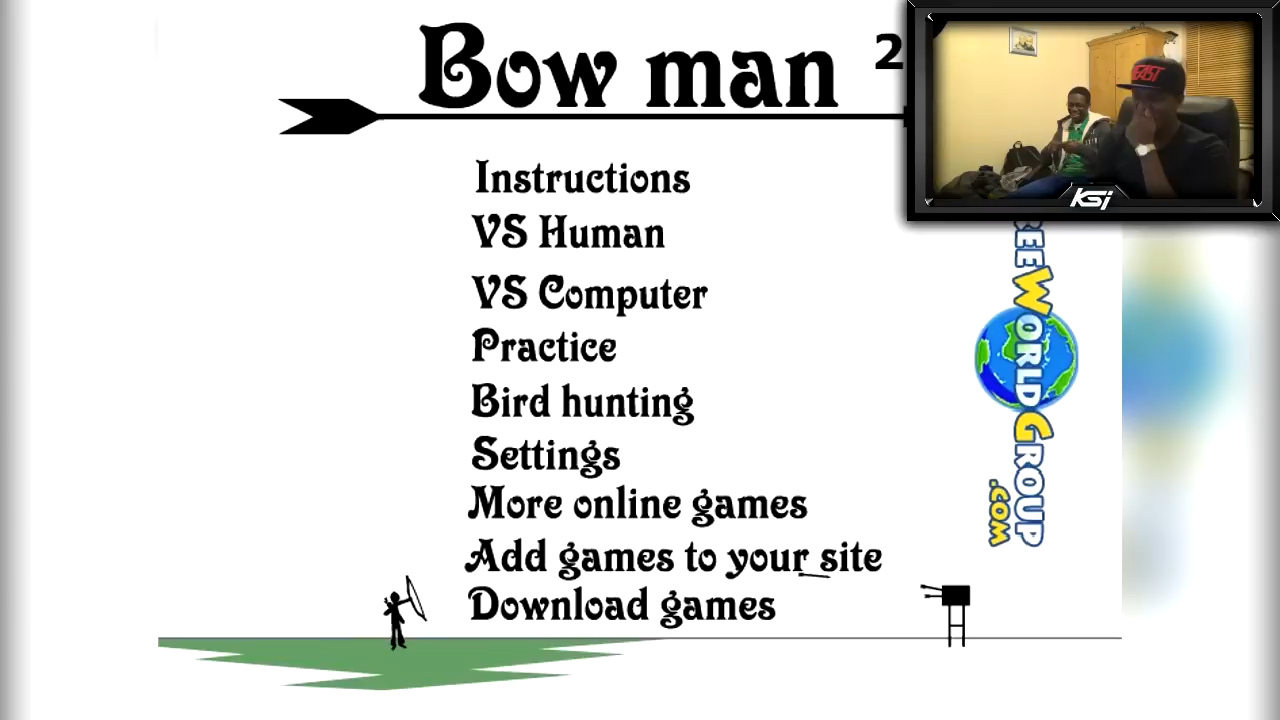 Bow man 2
Instructions
VS Human
VS Computer
Practice
Bird hunting
Settings
More online games
Add games to your site
Download games
REEWORLDGROUP
.COM
BEAST
KSI